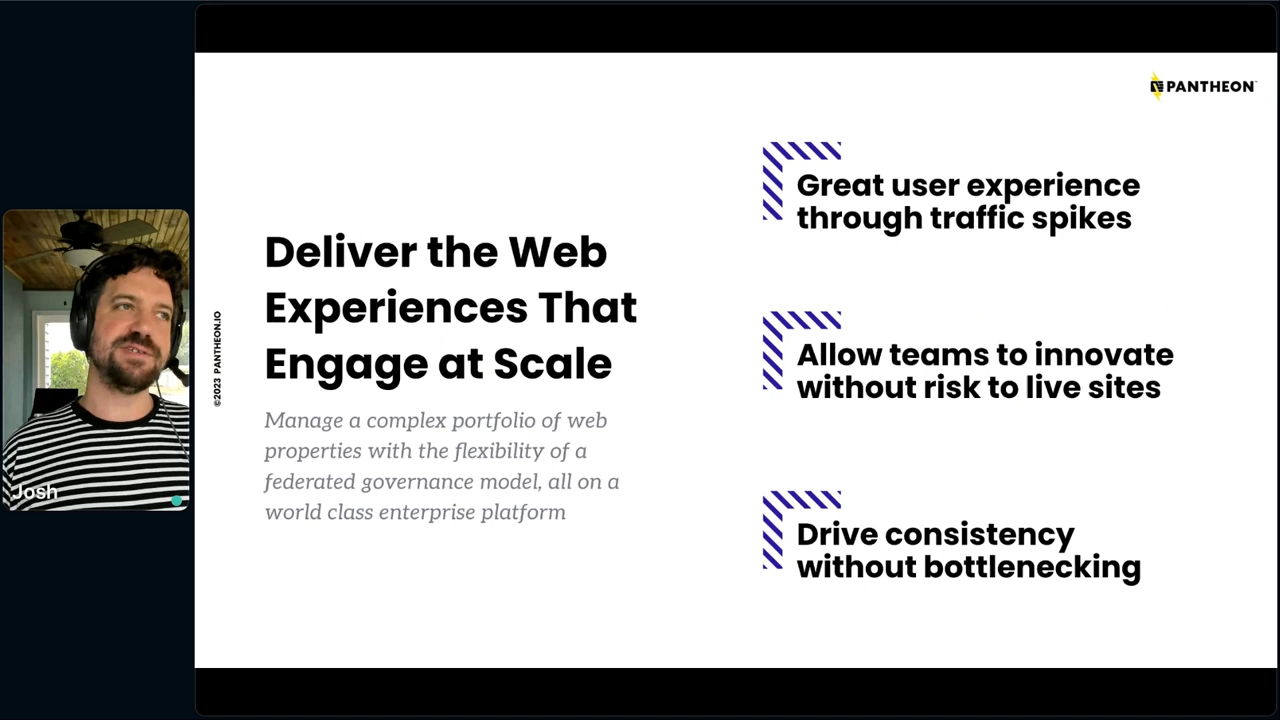 PANTHEON
Great user experience
through traffic spikes
Deliver the Web
Experiences That
Engage at Scale
Manage a complex portfolio of web
properties with the flexibility of a
federated governance model, all on a
world class enterprise platform
Allow teams to innovate
without risk to live sites
Drive consistency
without bottlenecking
©2023 PANTHEON.IO
Josh